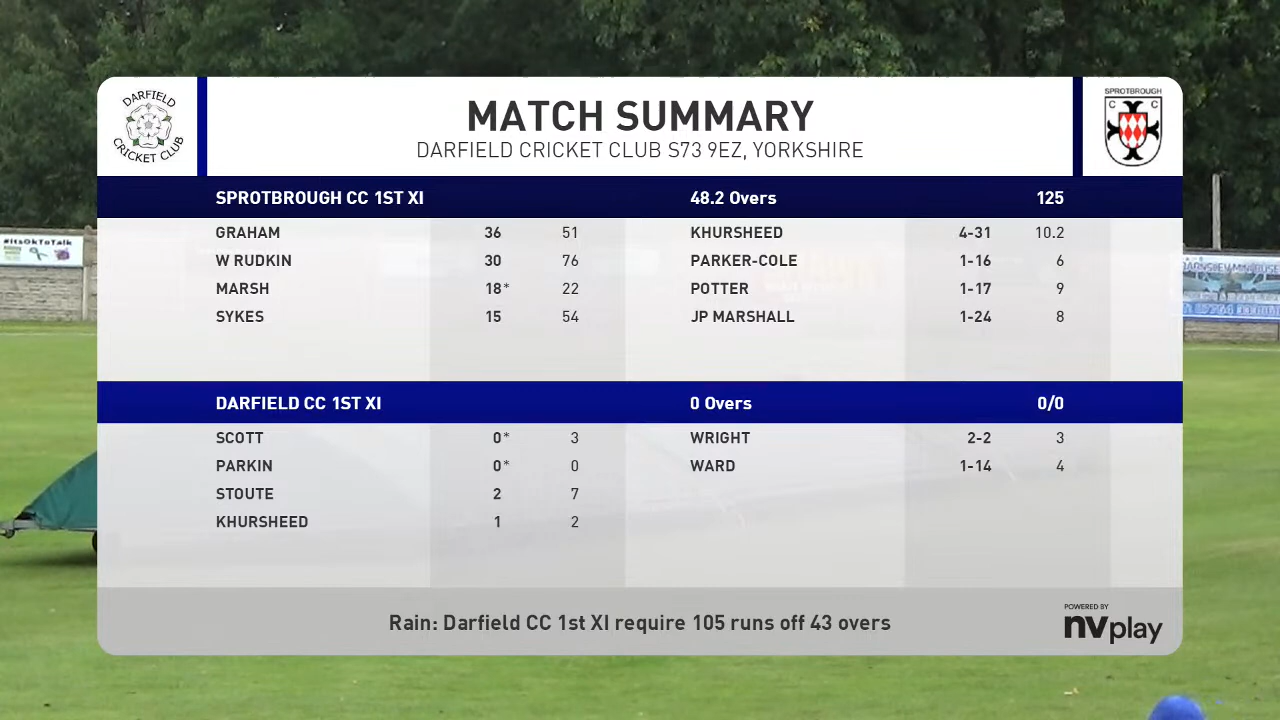 DARFIELD
CRICKET CLUB
MATCH SUMMARY
DARFIELD CRICKET CLUB S73 9EZ, YORKSHIRE
SPROTBROUGH
C C
SPROTBROUGH CC 1ST XI 48.2 Overs 125
GRAHAM 36 51 KHURSHEED 4-31 10.2
W RUDKIN 30 76 PARKER-COLE 1-16 6
MARSH 18* 22 POTTER 1-17 9
SYKES 15 54 JP MARSHALL 1-24 8
#itsOkToTalk
DARFIELD CC 1ST XI 0 Overs 0/0
SCOTT 0* 3 WRIGHT 2-2 3
PARKIN 0* 0 WARD 1-14 4
STOUTE 2 7
KHURSHEED 1 2
Rain: Darfield CC 1st XI require 105 runs off 43 overs
POWERED BY
nvplay